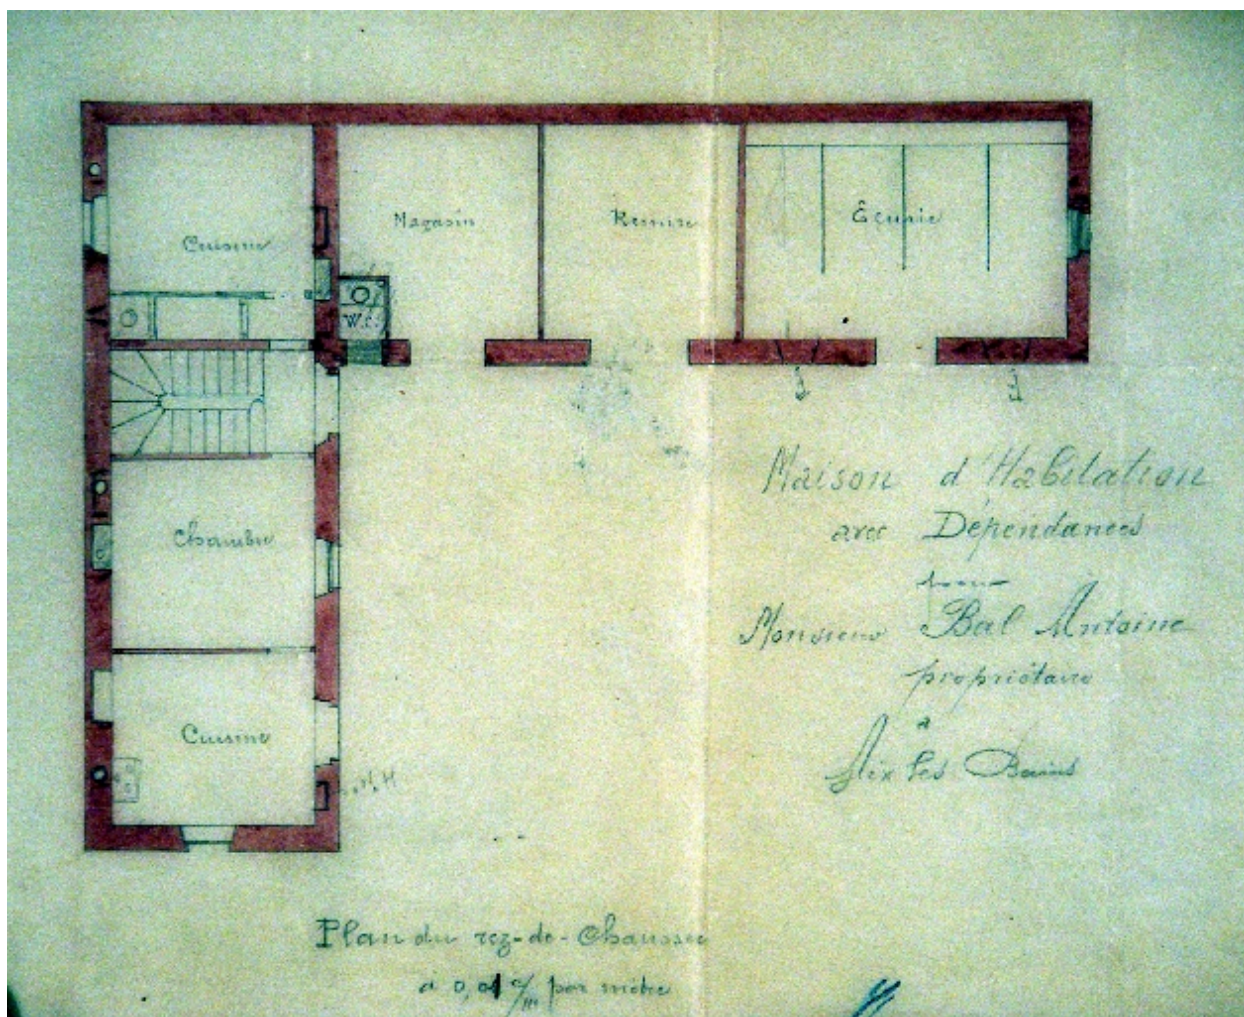 Cuisine
Magasin
Remise
Écurie
W.C.
Chambre
Cuisine
Maison d'Habitation
avec Dépendances
pour
Monsieur Bal Antoine
propriétaire
à
Aix les Bains
Plan du rez-de-Chaussée
à 0,01 par mètre